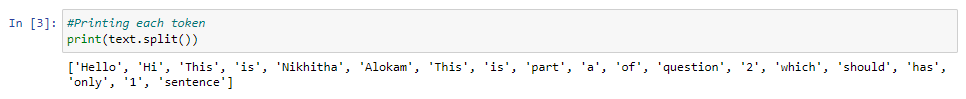 In [3]: #Printing each token
print(text.split())
['Hello', 'Hi', 'This', 'is', 'Nikhitha', 'Alokam', 'This', 'is', 'part', 'a', 'of', 'question', '2', 'which', 'should', 'has',
'only', '1', 'sentence']